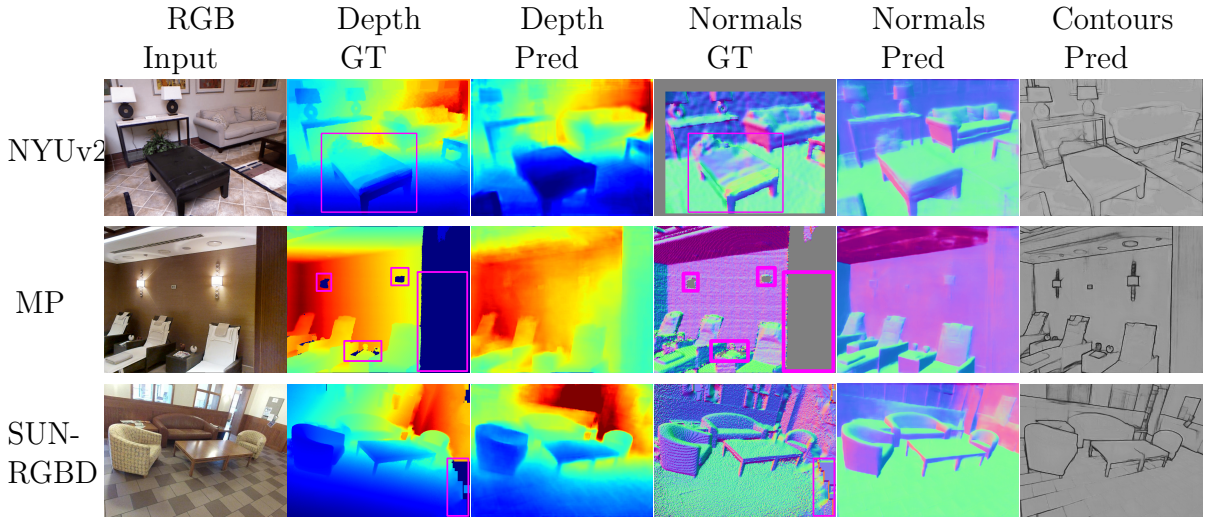 RGB Depth Depth Normals Normals Contours
Input GT Pred GT Pred Pred
NYUv2
MP
SUN-
RGBD